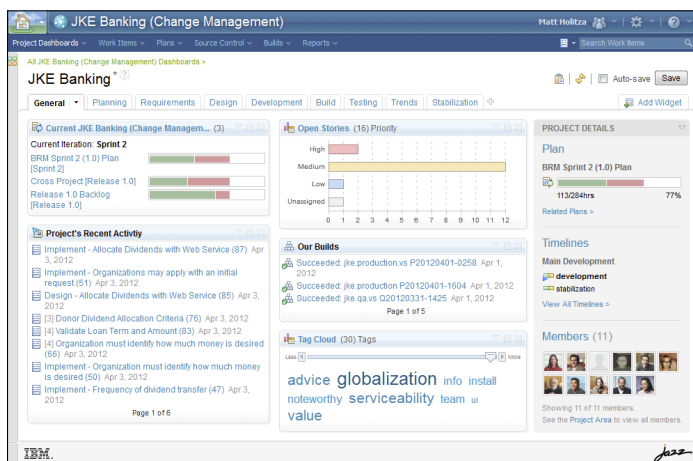 JKE Banking (Change Management)
Matt Holitza
Project Dashboards
Work Items
Plans
Source Control
Builds
Reports
Search Work Items
All JKE Banking (Change Management) Dashboards >
JKE Banking *
Auto-save
Save
General
Planning
Requirements
Design
Development
Build
Testing
Trends
Stabilization
Add Widget
Current JKE Banking (Change Managem... (3)
Current Iteration: Sprint 2
BRM Sprint 2 (1.0) Plan
[Sprint 2]
Cross Project [Release 1.0]
Release 1.0 Backlog
[Release 1.0]
Project's Recent Activtiy
Implement - Allocate Dividends with Web Service (87) Apr
3, 2012
Implement - Organizations may apply with an initial
request (51) Apr 3, 2012
Design - Allocate Dividends with Web Service (85) Apr 3,
2012
[3] Donor Dividend Allocation Criteria (76) Apr 3, 2012
[4] Validate Loan Term and Amount (83) Apr 3, 2012
[4] Organization must identify how much money is desired
(66) Apr 3, 2012
Implement - Organization must identify how much money
is desired (50) Apr 3, 2012
Implement - Frequency of dividend transfer (47) Apr 3,
2012
Page 1 of 6
Open Stories (16) Priority
High
Medium
Low
Unassigned
0 1 2 3 4 5 6 7 8 9 10 11 12
Our Builds
Succeeded: jke.production.vs P20120401-0258 Apr 1,
2012
Succeeded: jke.production P20120401-1604 Apr 1, 2012
Succeeded: jke.qa.vs Q20120331-1425 Apr 1, 2012
Page 1 of 5
Tag Cloud (30) Tags
Less
More
advice globalization info install
noteworthy serviceability team ui
value
PROJECT DETAILS
Plan
BRM Sprint 2 (1.0) Plan
113/284hrs 77%
Related Plans >
Timelines
Main Development
development
stabilization
View All Timelines >
Members (11)
Showing 11 of 11 members.
See the Project Area to view all members.
IBM.
jazz